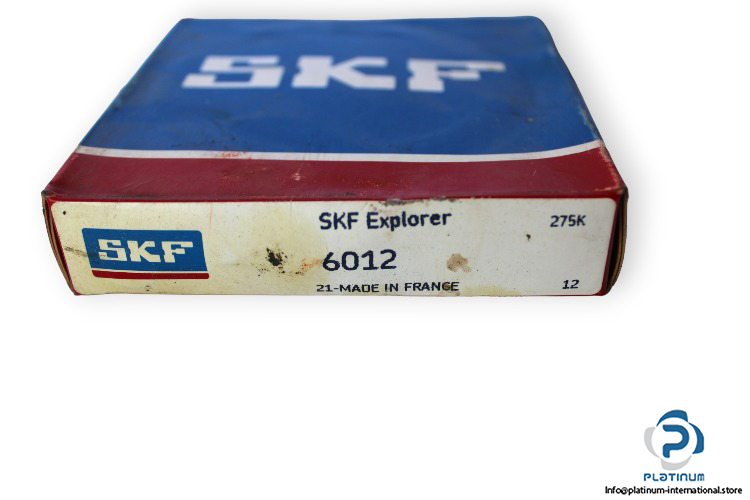 SKF
SKF
SKF Explorer
275K
6012
21-MADE IN FRANCE
12
PLATINUM
Info@platinum-international.store